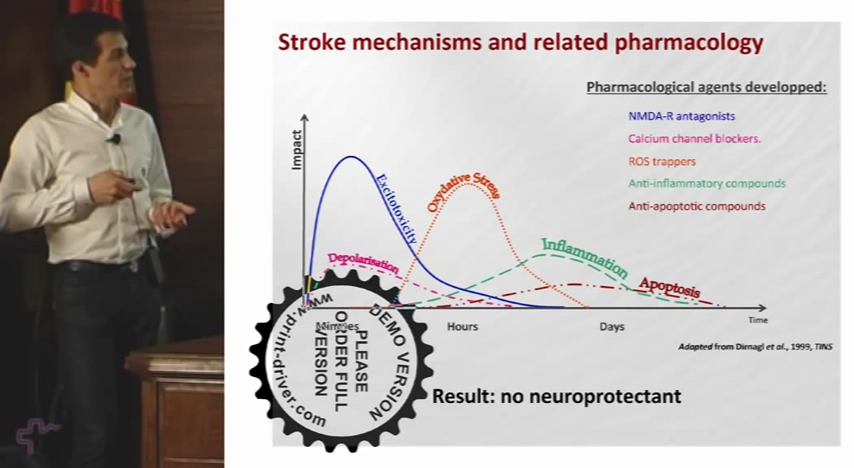 Stroke mechanisms and related pharmacology
Pharmacological agents developped:
NMDA-R antagonists
Calcium channel blockers.
ROS trappers
Anti-inflammatory compounds
Anti-apoptotic compounds
Impact
Excitotoxicity
Oxydative Stress
Depolarisation
Inflammation
Apoptosis
Minutes
Hours
Days
Time
Adapted from Dirnagl et al., 1999, TINS
Result: no neuroprotectant
DEMO VERSION
PLEASE
ORDER FULL
VERSION
www.print-driver.com